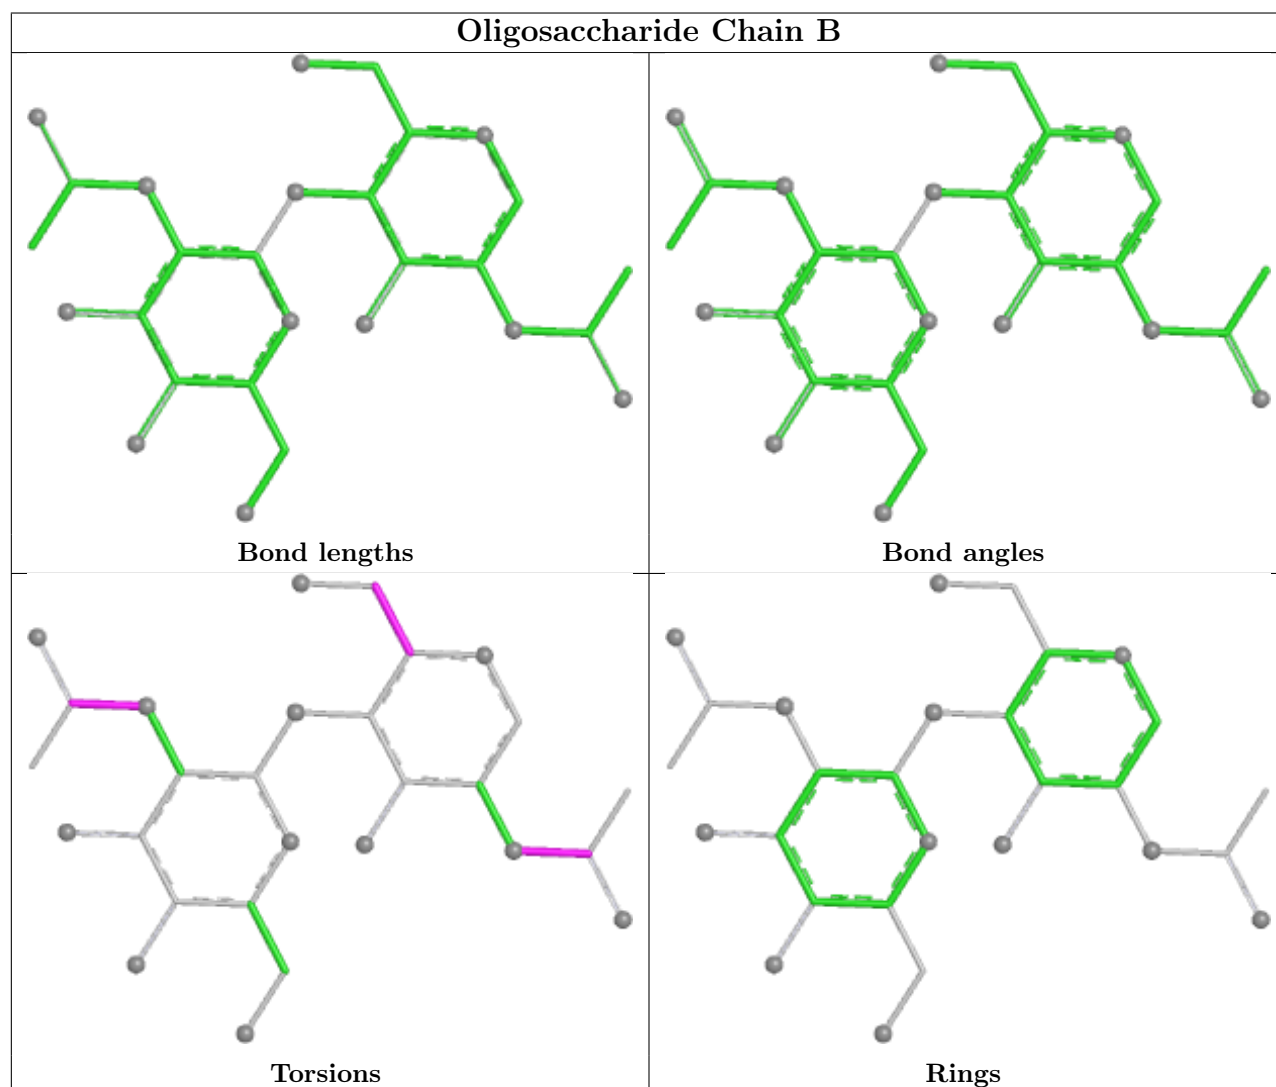 Oligosaccharide Chain B
Bond lengths
Bond angles
Torsions
Rings